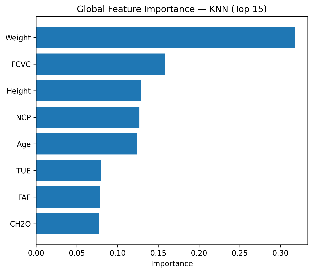 Global Feature Importance — KNN (Top 15)
Weight
FCVC
Height
NCP
Age
TUE
FAF
CH2O
0.00 0.05 0.10 0.15 0.20 0.25 0.30
Importance